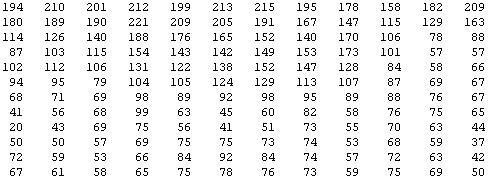 194 210 201 212 199 213 215 195 178 158 182 209
180 189 190 221 209 205 191 167 147 115 129 163
114 126 140 188 176 165 152 140 170 106 78 88
87 103 115 154 143 142 149 153 173 101 57 57
102 112 106 131 122 138 152 147 128 84 58 66
94 95 79 104 105 124 129 113 107 87 69 67
68 71 69 98 89 92 98 95 89 88 76 67
41 56 68 99 63 45 60 82 58 76 75 65
20 43 69 75 56 41 51 73 55 70 63 44
50 50 57 69 75 75 73 74 53 68 59 37
72 59 53 66 84 92 84 74 57 72 63 42
67 61 58 65 75 78 76 73 59 75 69 50